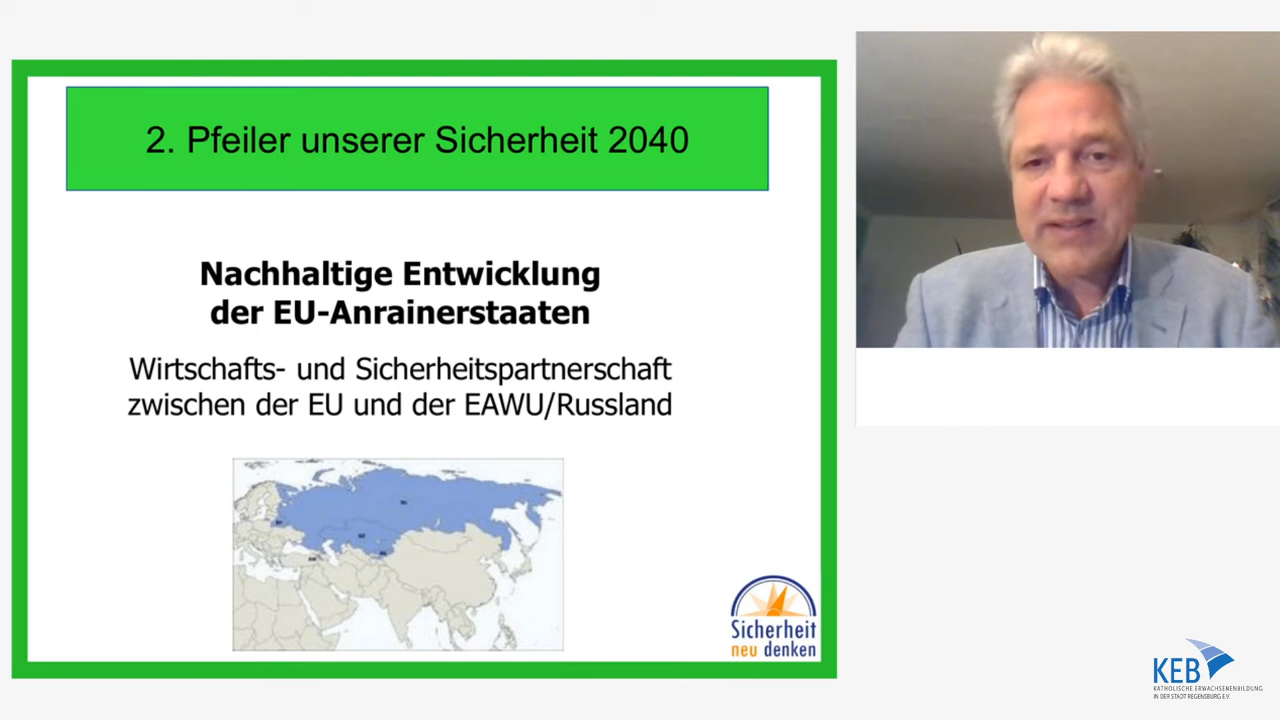 2. Pfeiler unserer Sicherheit 2040
Nachhaltige Entwicklung
der EU-Anrainerstaaten
Wirtschafts- und Sicherheitspartnerschaft
zwischen der EU und der EAWU/Russland
Sicherheit
neu denken
KEB
KATHOLISCHE ERWACHSENENBILDUNG
IN DER STADT REGENSBURG E.V.